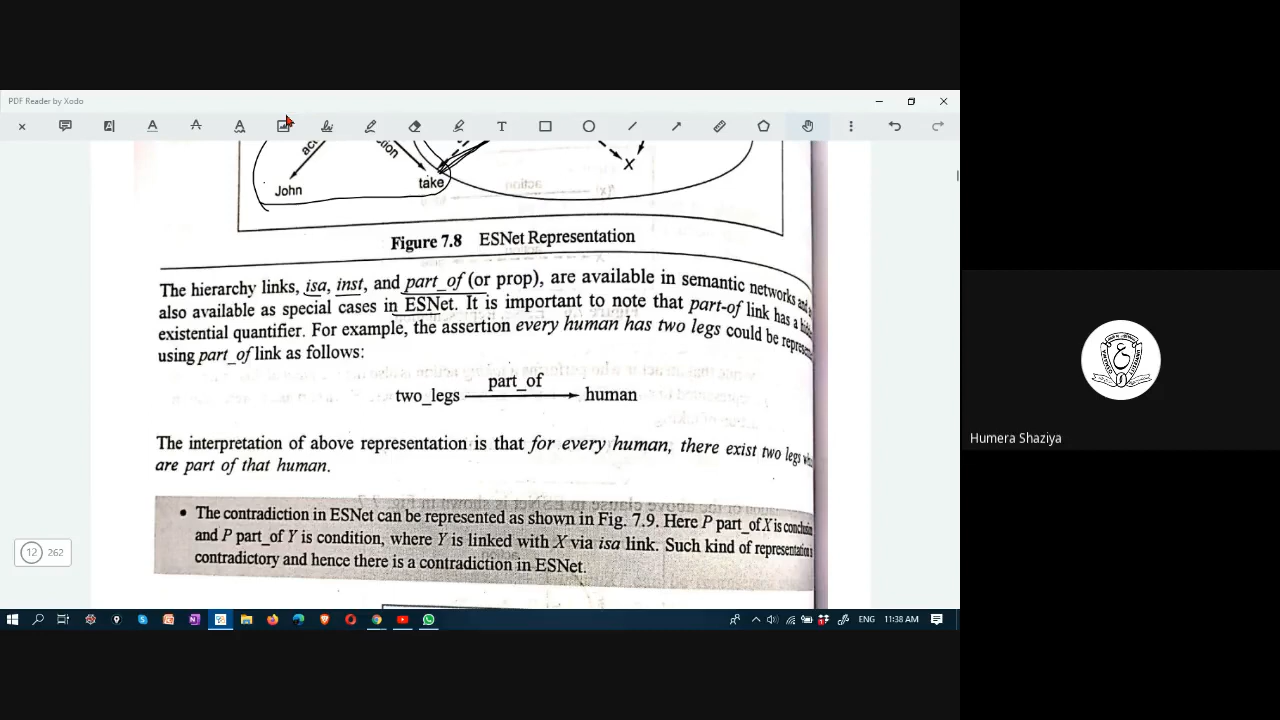 PDF Reader by Xodo
John
take
X
Figure 7.8 ESNet Representation
The hierarchy links, isa, inst, and part_of (or prop), are available in semantic networks
also available as special cases in ESNet. It is important to note that part-of link has a
existential quantifier. For example, the assertion every human has two legs could be
using part_of link as follows:
part_of
two_legs human
The interpretation of above representation is that for every human, there exist two legs
are part of that human.
• The contradiction in ESNet can be represented as shown in Fig. 7.9. Here P part_of X is
and P part_of Y is condition, where Y is linked with X via isa link. Such kind of representation
contradictory and hence there is a contradiction in ESNet.
12 262
ENG 11:38 AM
Humera Shaziya